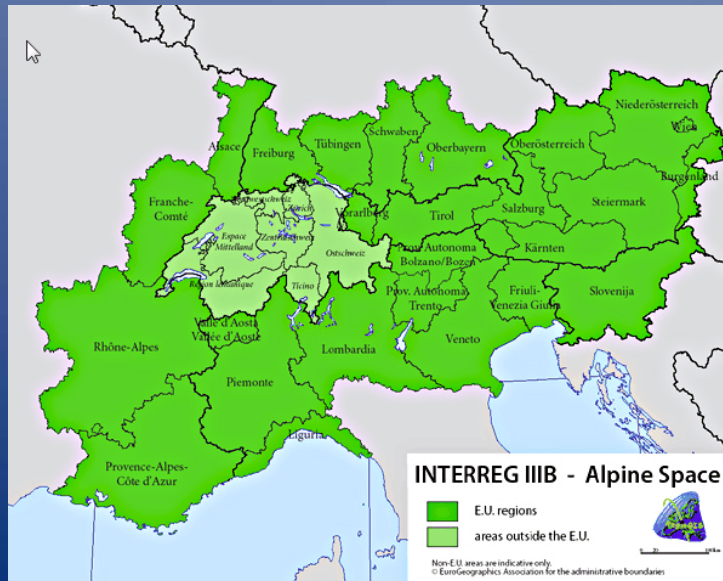 Niederösterreich
Wien
Alsace
Freiburg
Tübingen
Schwaben
Oberbayern
Oberösterreich
Burgenland
Franche-
Comté
Zürich
Vorarlberg
Tirol
Salzburg
Steiermark
Espace
Mittelland
Zentralschweiz
Ostschweiz
Kärnten
Prov. Autonoma
Bolzano/Bozen
Région lémanique
Ticino
Prov. Autonoma
Trento
Friuli-
Venezia Giulia
Slovenija
Valle d'Aosta
Vallée d'Aoste
Rhône-Alpes
Lombardia
Veneto
Piemonte
Liguria
Provence-Alpes-
Côte d'Azur
INTERREG IIIB - Alpine Space
E.U. regions
areas outside the E.U.
Non-E.U. areas are indicative only.
© EuroGeographics Association for the administrative boundaries